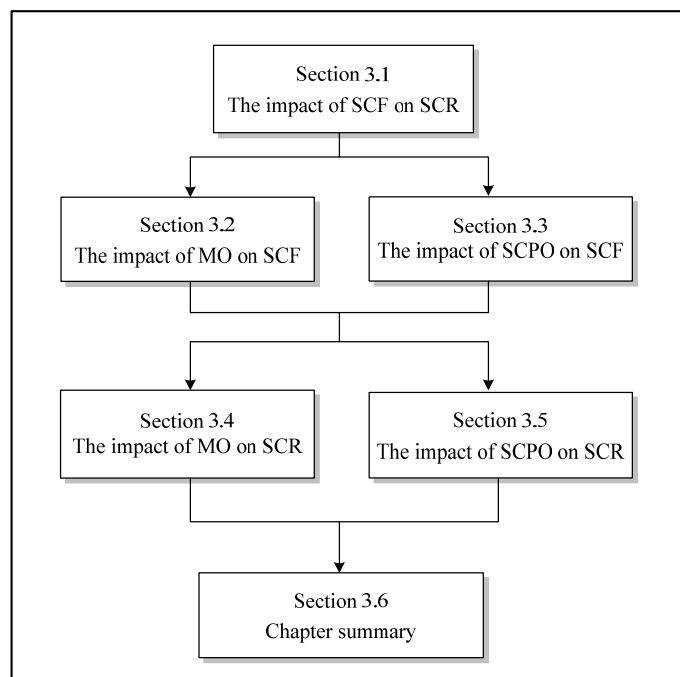 Section 3.1
The impact of SCF on SCR
Section 3.2
The impact of MO on SCF
Section 3.3
The impact of SCPO on SCF
Section 3.4
The impact of MO on SCR
Section 3.5
The impact of SCPO on SCR
Section 3.6
Chapter summary